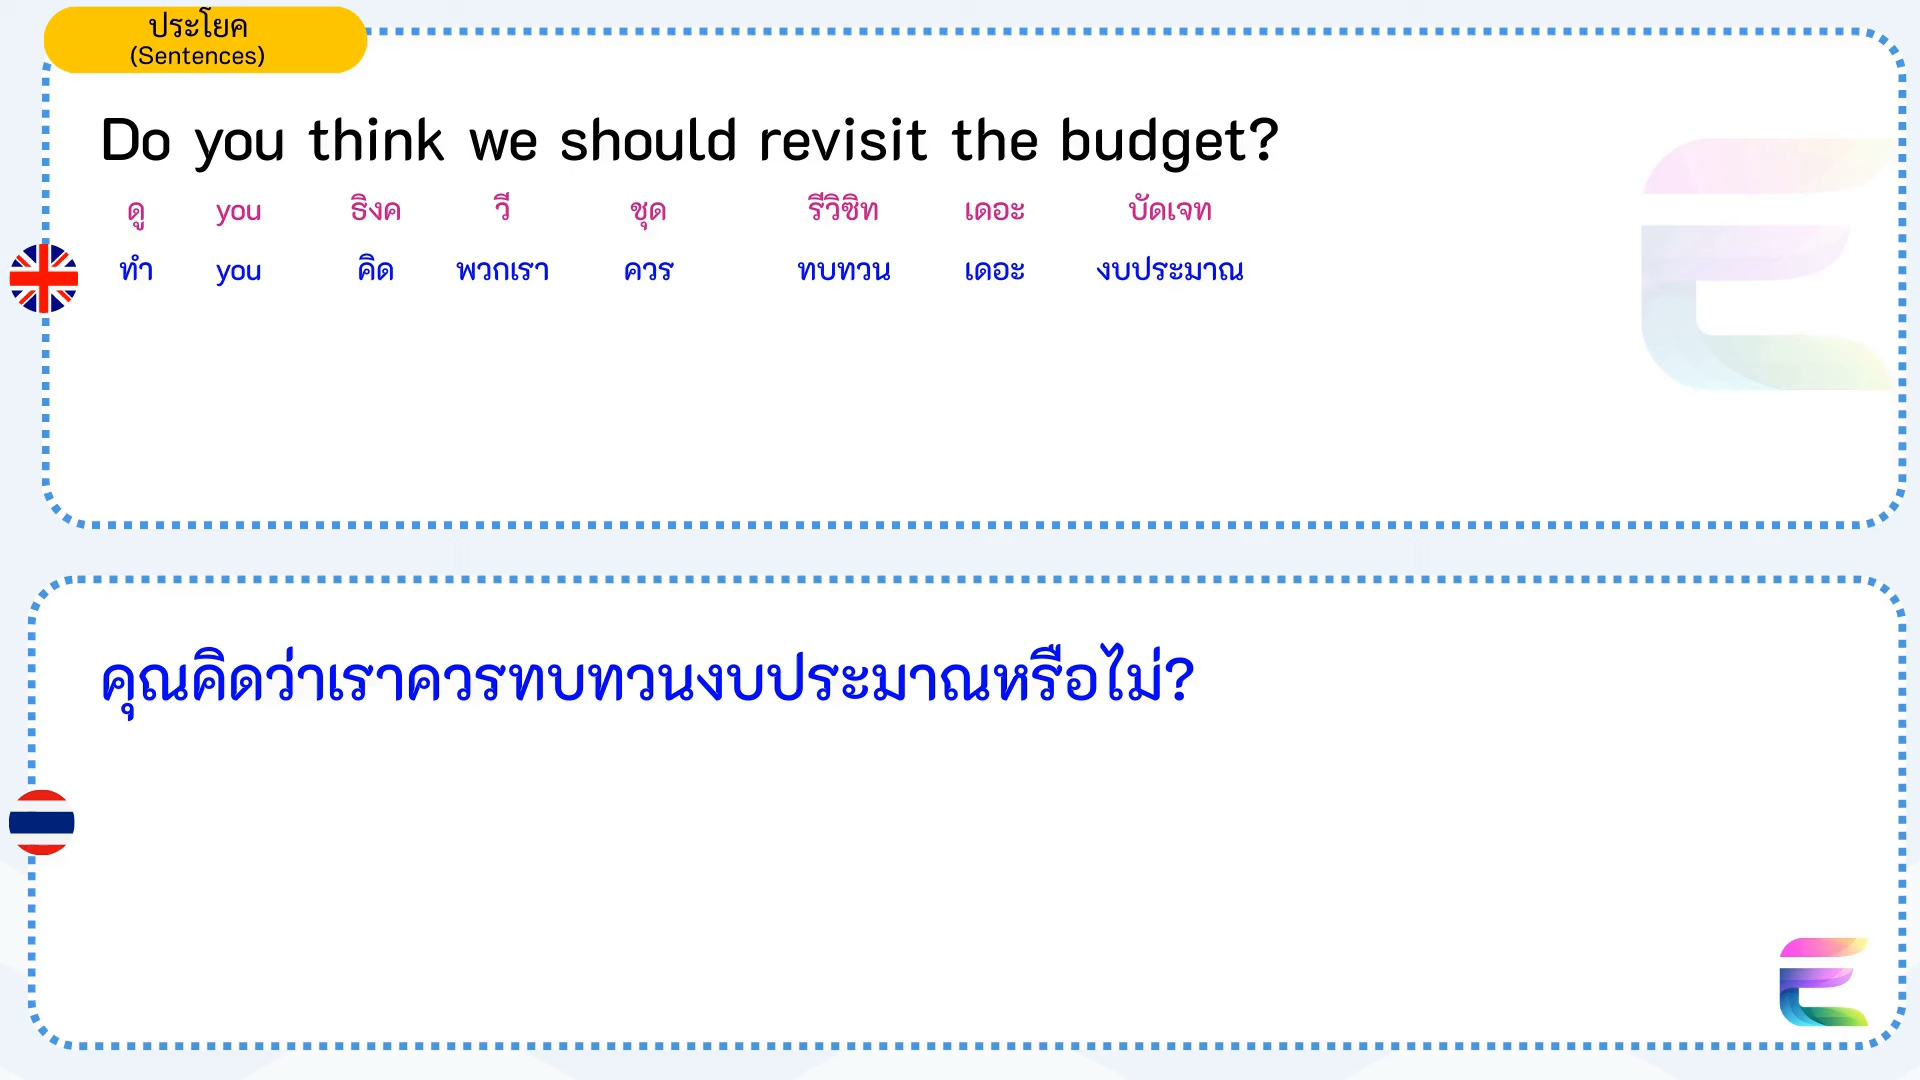 ประโยค
(Sentences)
Do you think we should revisit the budget?
ดู you ธิงค วี ชุด รีวิซิท เดอะ บัดเจท
ทำ you คิด พวกเรา ควร ทบทวน เดอะ งบประมาณ
คุณคิดว่าเราควรทบทวนงบประมาณหรือไม่?